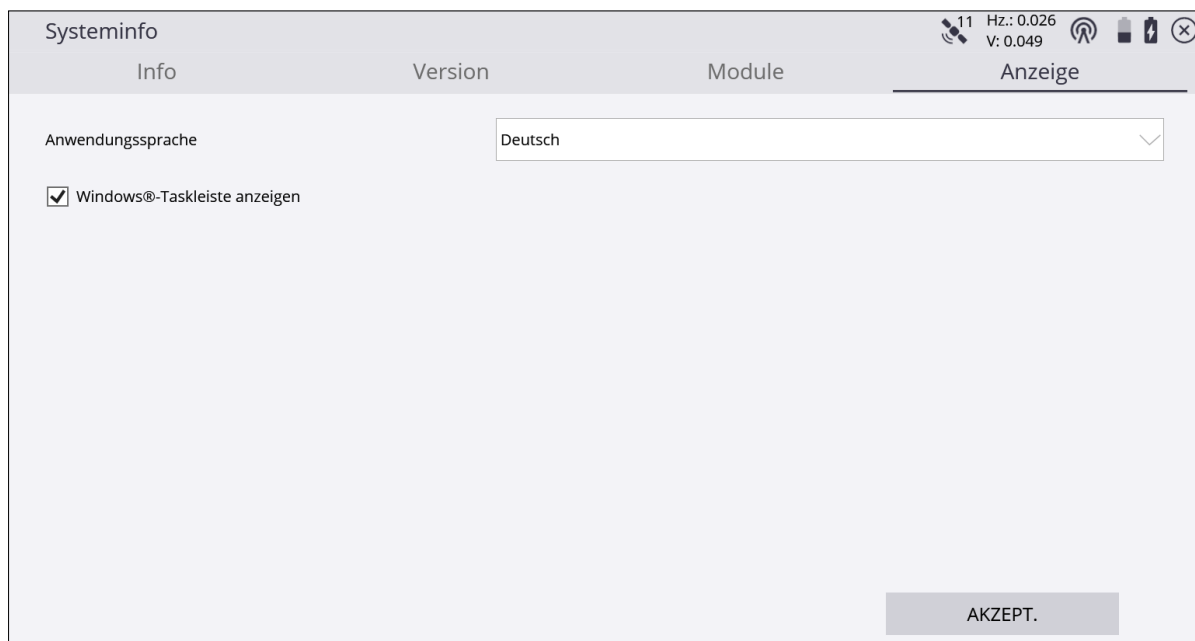 Systeminfo
11
Hz.: 0.026
V: 0.049
Info Version Module Anzeige
Anwendungssprache Deutsch
Windows®-Taskleiste anzeigen
AKZEPT.